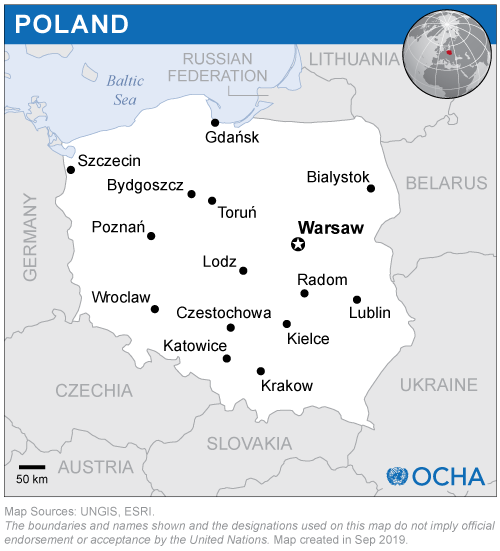 POLAND
Baltic
Sea
RUSSIAN
FEDERATION
LITHUANIA
Gdańsk
Szczecin
Bydgoszcz
Bialystok
BELARUS
Toruń
Poznań
GERMANY
Warsaw
Lodz
Radom
Wroclaw
Czestochowa
Lublin
Kielce
Katowice
Krakow
UKRAINE
CZECHIA
SLOVAKIA
AUSTRIA
50 km
OCHA
Map Sources: UNGIS, ESRI.
The boundaries and names shown and the designations used on this map do not imply official
endorsement or acceptance by the United Nations. Map created in Sep 2019.